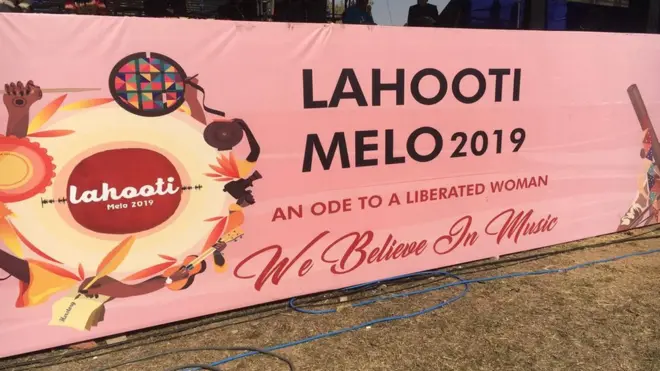 lahooti
Melo 2019
LAHOOTI
MELO 2019
AN ODE TO A LIBERATED WOMAN
We Believe In Music